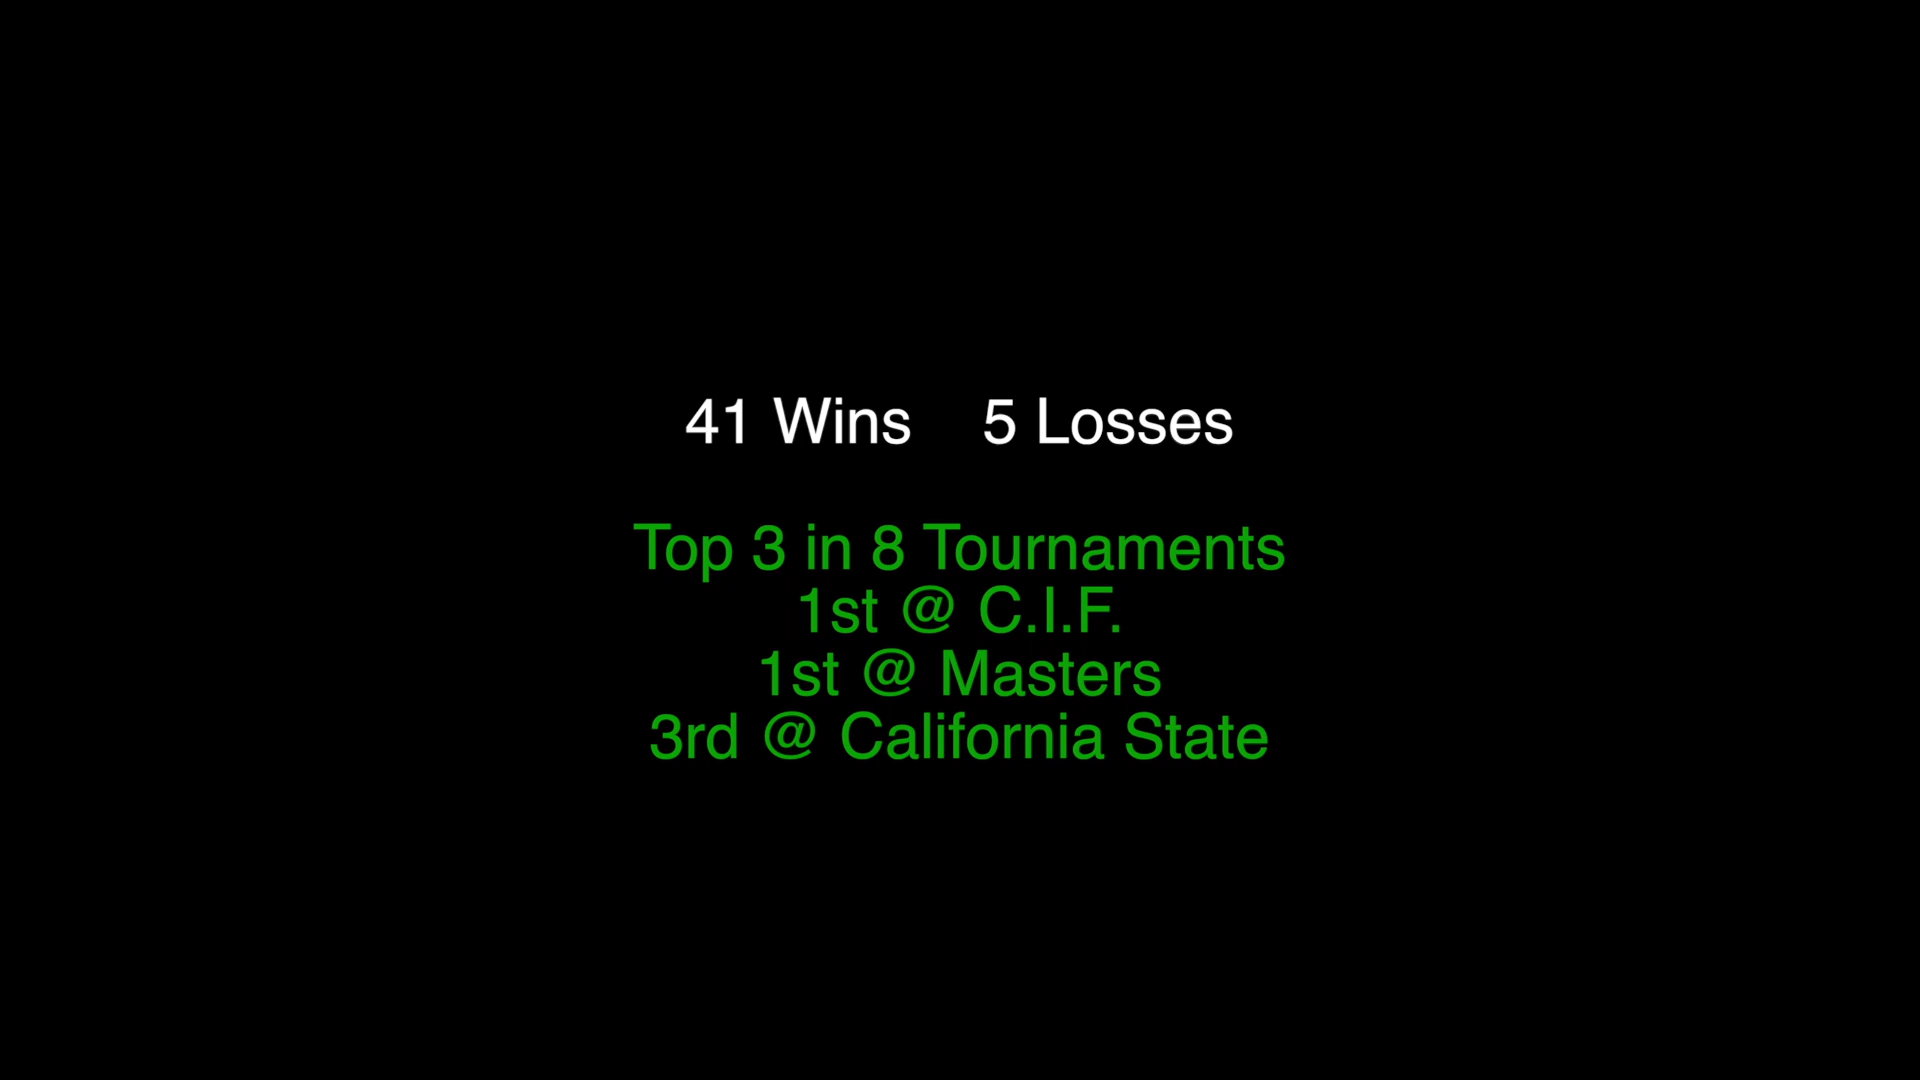 41 Wins    5 Losses
Top 3 in 8 Tournaments
1st @ C.I.F.
1st @ Masters
3rd @ California State